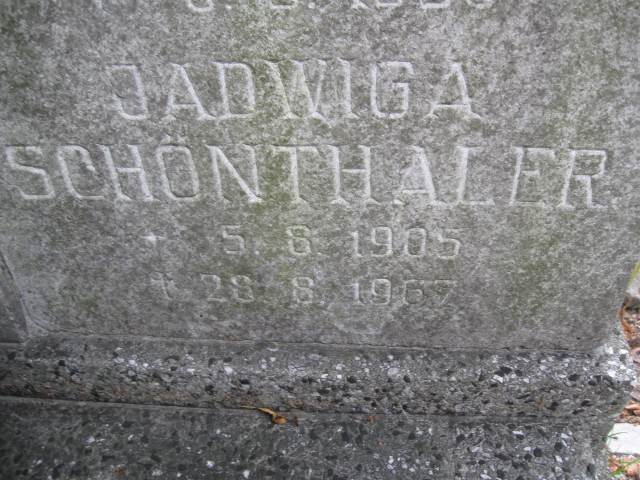 JADWIGA
SCHÖNTHALER.
* 5. 8. 1905
† 28. 8. 1967